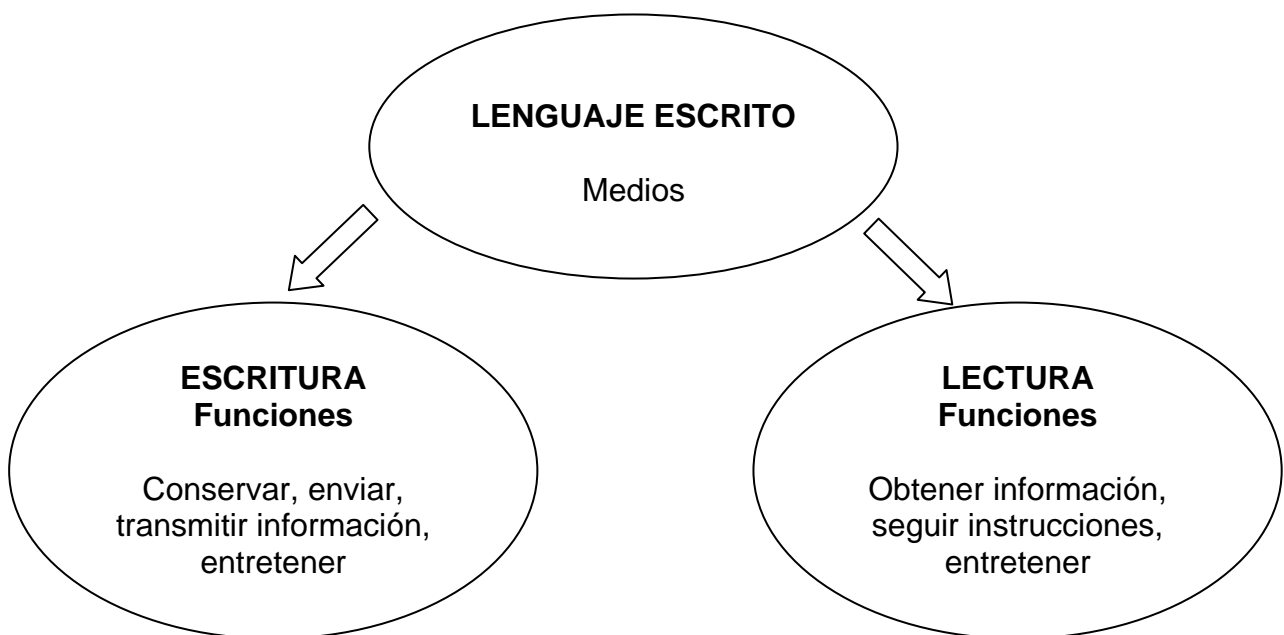 LENGUAJE ESCRITO
Medios
ESCRITURA
Funciones
Conservar, enviar,
transmitir información,
entretener
LECTURA
Funciones
Obtener información,
seguir instrucciones,
entretener